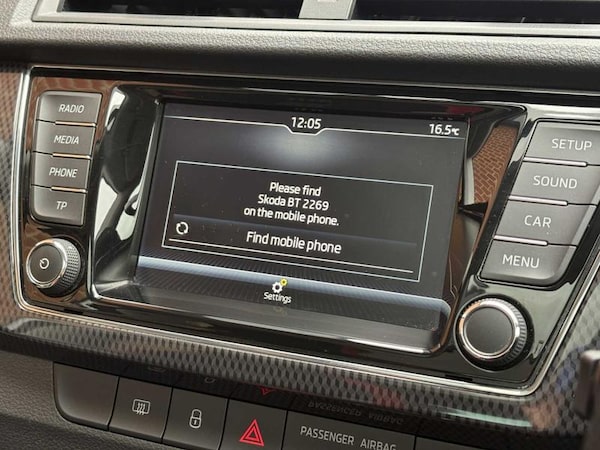 RADIO
MEDIA
PHONE
TP
12:05
16.5°C
Please find
Skoda BT 2269
on the mobile phone.
Find mobile phone
Settings
SETUP
SOUND
CAR
MENU
PASSENGER AIRBAG